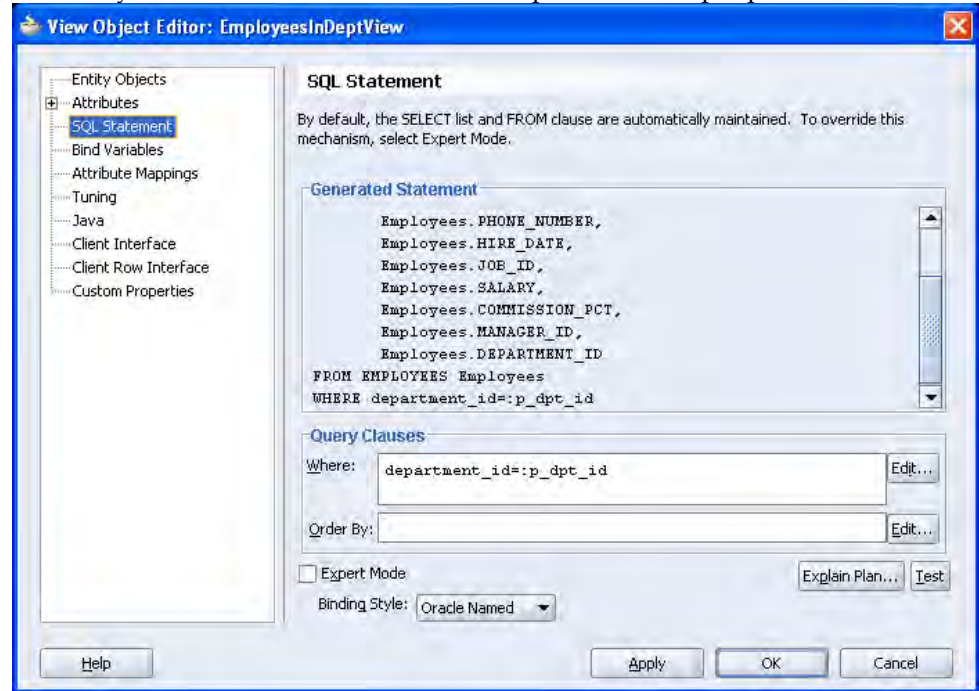 View Object Editor: EmployeesInDeptView
Entity Objects
Attributes
SQL Statement
Bind Variables
Attribute Mappings
Tuning
Java
Client Interface
Client Row Interface
Custom Properties
SQL Statement
By default, the SELECT list and FROM clause are automatically maintained. To override this
mechanism, select Expert Mode.
Generated Statement
Employees.PHONE_NUMBER,
Employees.HIRE_DATE,
Employees.JOB_ID,
Employees.SALARY,
Employees.COMMISSION_PCT,
Employees.MANAGER_ID,
Employees.DEPARTMENT_ID
FROM EMPLOYEES Employees
WHERE department_id=:p_dpt_id
Query Clauses
Where: department_id=:p_dpt_id Edit...
Order By: Edit...
Expert Mode Explain Plan... Test
Binding Style: Oracle Named
Help Apply OK Cancel